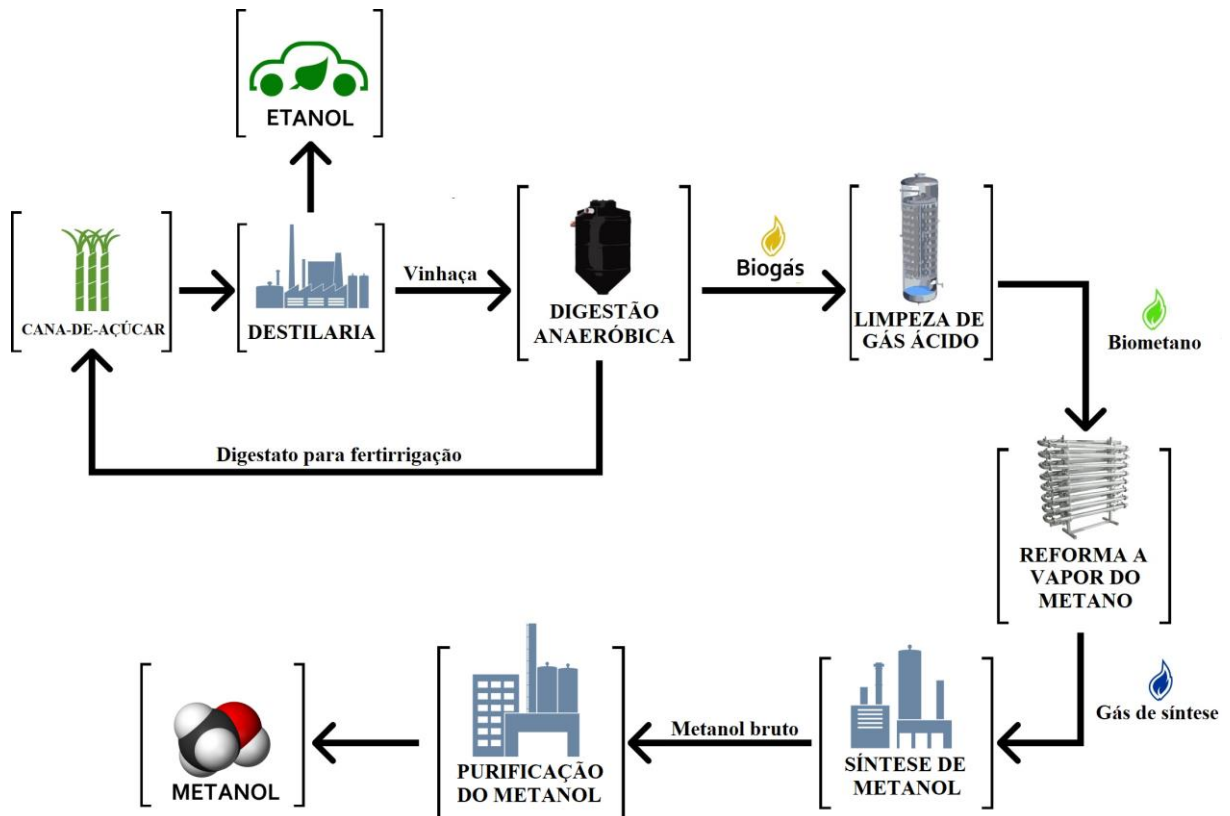 ETANOL
CANA-DE-AÇÚCAR
DESTILARIA
Vinhaça
DIGESTÃO
ANAERÓBICA
Biogás
LIMPEZA DE
GÁS ÁCIDO
Biometano
Digestato para fertirrigação
REFORMA A
VAPOR DO
METANO
Gás de síntese
SÍNTESE DE
METANOL
Metanol bruto
PURIFICAÇÃO
DO METANOL
METANOL